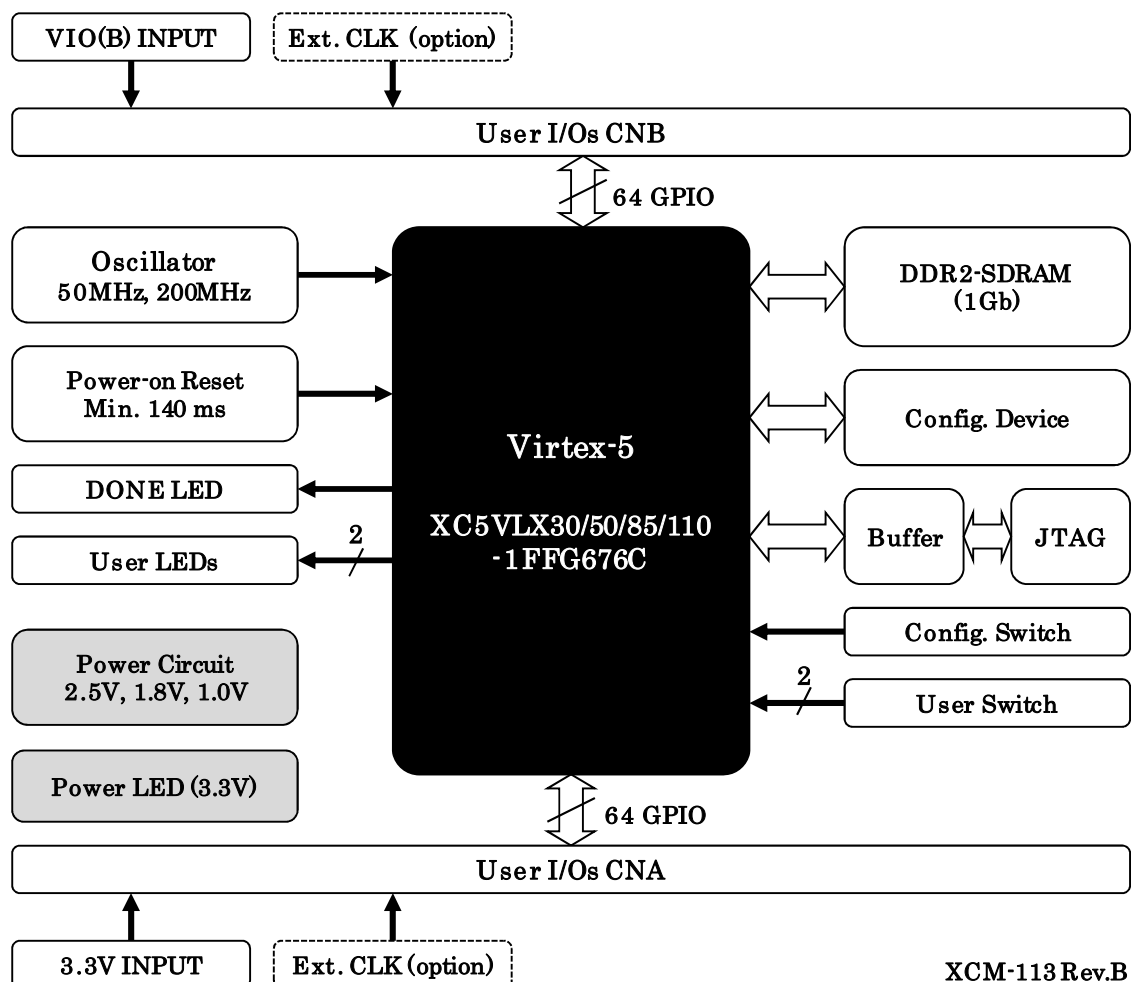 VIO(B) INPUT
Ext. CLK (option)
User I/Os CNB
64 GPIO
Oscillator
50MHz, 200MHz
Power-on Reset
Min. 140 ms
DONE LED
2
User LEDs
Power Circuit
2.5V, 1.8V, 1.0V
Power LED (3.3V)
Virtex-5
XC5VLX30/50/85/110
-1FFG676C
DDR2-SDRAM
(1Gb)
Config. Device
Buffer
JTAG
Config. Switch
2
User Switch
64 GPIO
User I/Os CNA
3.3V INPUT
Ext. CLK (option)
XCM-113 Rev.B